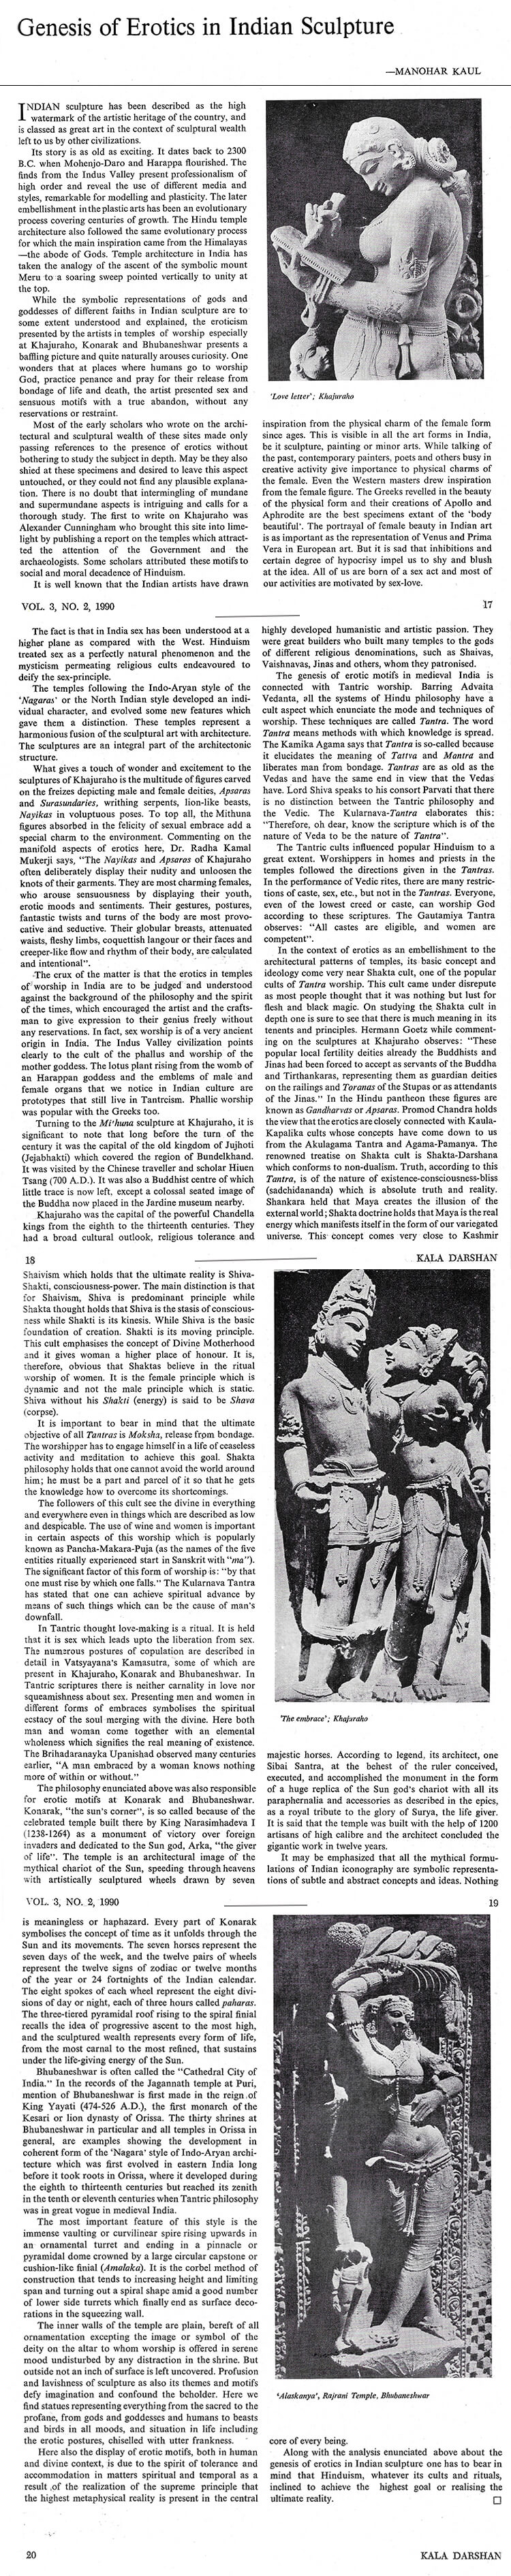 Genesis of Erotics in Indian Sculpture
—MANOHAR KAUL
INDIAN sculpture has been described as the high
watermark of the artistic heritage of the country, and
is classed as great art in the context of sculptural wealth
left to us by other civilizations.
Its story is as old as exciting. It dates back to 2300
B.C. when Mohenjo-Daro and Harappa flourished. The
finds from the Indus Valley present professionalism of
high order and reveal the use of different media and
styles, remarkable for modelling and plasticity. The later
embellishment in the plastic arts has been an evolutionary
process covering centuries of growth. The Hindu temple
architecture also followed the same evolutionary process
for which the main inspiration came from the Himalayas
—the abode of Gods. Temple architecture in India has
taken the analogy of the ascent of the symbolic mount
Meru to a soaring sweep pointed vertically to unity at
the top.
While the symbolic representations of gods and
goddesses of different faiths in Indian sculpture are to
some extent understood and explained, the eroticism
presented by the artists in temples of worship especially
at Khajuraho, Konarak and Bhubaneshwar presents a
baffling picture and quite naturally arouses curiosity. One
wonders that at places where humans go to worship
God, practice penance and pray for their release from
bondage of life and death, the artist presented sex and
sensuous motifs with a true abandon, without any
reservations or restraint.
Most of the early scholars who wrote on the archi-
tectural and sculptural wealth of these sites made only
passing references to the presence of erotics without
bothering to study the subject in depth. May be they also
shied at these specimens and desired to leave this aspect
untouched, or they could not find any plausible explana-
tion. There is no doubt that intermingling of mundane
and supermundane aspects is intriguing and calls for a
thorough study. The first to write on Khajuraho was
Alexander Cunningham who brought this site into lime-
light by publishing a report on the temples which attract-
ted the attention of the Government and the
archaeologists. Some scholars attributed these motifs to
social and moral decadence of Hinduism.
It is well known that the Indian artists have drawn
'Love letter'; Khajuraho
inspiration from the physical charm of the female form
since ages. This is visible in all the art forms in India,
be it sculpture, painting or minor arts. While talking of
the past, contemporary painters, poets and others busy in
creative activity give importance to physical charms of
the female. Even the Western masters drew inspiration
from the female figure. The Greeks revelled in the beauty
of the physical form and their creations of Apollo and
Aphrodite are the best specimens extant of the 'body
beautiful'. The portrayal of female beauty in Indian art
is as important as the representation of Venus and Prima
Vera in European art. But it is sad that inhibitions and
certain degree of hypocrisy impel us to shy and blush
at the idea. All of us are born of a sex act and most of
our activities are motivated by sex-love.
VOL. 3, NO. 2, 1990
17
The fact is that in India sex has been understood at a
higher plane as compared with the West. Hinduism
treated sex as a perfectly natural phenomenon and the
mysticism permeating religious cults endeavoured to
deify the sex-principle.
The temples following the Indo-Aryan style of the
'Nagaras' or the North Indian style developed an indi-
vidual character, and evolved some new features which
gave them a distinction. These temples represent a
harmonious fusion of the sculptural art with architecture.
The sculptures are an integral part of the architectonic
structure.
What gives a touch of wonder and excitement to the
sculptures of Khajuraho is the multitude of figures carved
on the freizes depicting male and female deities, Apsaras
and Surasundaries, writhing serpents, lion-like beasts,
Nayikas in voluptuous poses. To top all, the Mithuna
figures absorbed in the felicity of sexual embrace add a
special charm to the environment. Commenting on the
manifold aspects of erotics here, Dr. Radha Kamal
Mukerji says, "The Nayikas and Apsaras of Khajuraho
often deliberately display their nudity and unloosen the
knots of their garments. They are most charming females,
who arouse sensuousness by displaying their youth,
erotic moods and sentiments. Their gestures, postures,
fantastic twists and turns of the body are most provo-
cative and seductive. Their globular breasts, attenuated
waists, fleshy limbs, coquettish langour or their faces and
creeper-like flow and rhythm of their body, are calculated
and intentional".
The crux of the matter is that the erotics in temples
of worship in India are to be judged and understood
against the background of the philosophy and the spirit
of the times, which encouraged the artist and the crafts-
man to give expression to their genius freely without
any reservations. In fact, sex worship is of a very ancient
origin in India. The Indus Valley civilization points
clearly to the cult of the phallus and worship of the
mother goddess. The lotus plant rising from the womb of
an Harappan goddess and the emblems of male and
female organs that we notice in Indian culture are
prototypes that still live in Tantrcism. Phallic worship
was popular with the Greeks too.
Turning to the Mi'huna sculpture at Khajuraho, it is
significant to note that long before the turn of the
century it was the capital of the old kingdom of Jujhoti
(Jejabhakti) which covered the region of Bundelkhand.
It was visited by the Chinese traveller and scholar Hiuen
Tsang (700 A.D.). It was also a Buddhist centre of which
little trace is now left, except a colossal seated image of
the Buddha now placed in the Jardine museum nearby.
Khajuraho was the capital of the powerful Chandella
kings from the eighth to the thirteenth centuries. They
had a broad cultural outlook, religious tolerance and
highly developed humanistic and artistic passion. They
were great builders who built many temples to the gods
of different religious denominations, such as Shaivas,
Vaishnavas, Jinas and others, whom they patronised.
The genesis of erotic motifs in medieval India is
connected with Tantric worship. Barring Advaita
Vedanta, all the systems of Hindu philosophy have a
cult aspect which enunciate the mode and techniques of
worship. These techniques are called Tantra. The word
Tantra means methods with which knowledge is spread.
The Kamika Agama says that Tantra is so-called because
it elucidates the meaning of Tattva and Mantra and
liberates man from bondage. Tantras are as old as the
Vedas and have the same end in view that the Vedas
have. Lord Shiva speaks to his consort Parvati that there
is no distinction between the Tantric philosophy and
the Vedic. The Kularnava-Tantra elaborates this:
"Therefore, oh dear, know the scripture which is of the
nature of Veda to be the nature of Tantra".
The Tantric cults influenced popular Hinduism to a
great extent. Worshippers in homes and priests in the
temples followed the directions given in the Tantras.
In the performance of Vedic rites, there are many restric-
tions of caste, sex, etc., but not in the Tantras. Everyone,
even of the lowest creed or caste, can worship God
according to these scriptures. The Gautamiya Tantra
observes: "All castes are eligible, and women are
competent".
In the context of erotics as an embellishment to the
architectural patterns of temples, its basic concept and
ideology come very near Shakta cult, one of the popular
cults of Tantra worship. This cult came under disrepute
as most people thought that it was nothing but lust for
flesh and black magic. On studying the Shakta cult in
depth one is sure to see that there is much meaning in its
tenents and principles. Hermann Goetz while comment-
ing on the sculptures at Khajuraho observes: "These
popular local fertility deities already the Buddhists and
Jinas had been forced to accept as servants of the Buddha
and Tirthankaras, representing them as guardian deities
on the railings and Toranas of the Stupas or as attendants
of the Jinas." In the Hindu pantheon these figures are
known as Gandharvas or Apsaras. Promod Chandra holds
the view that the erotics are closely connected with Kaula-
Kapalika cults whose concepts have come down to us
from the Akulagama Tantra and Agama-Pamanya. The
renowned treatise on Shakta cult is Shakta-Darshana
which conforms to non-dualism. Truth, according to this
Tantra, is of the nature of existence-consciousness-bliss
(sadchidananda) which is absolute truth and reality.
Shankara held that Maya creates the illusion of the
external world; Shakta doctrine holds that Maya is the real
energy which manifests itself in the form of our variegated
universe. This concept comes very close to Kashmir
18
KALA DARSHAN
Shaivism which holds that the ultimate reality is Shiva-
Shakti, consciousness-power. The main distinction is that
for Shaivism, Shiva is predominant principle while
Shakta thought holds that Shiva is the stasis of conscious-
ness while Shakti is its kinesis. While Shiva is the basic
foundation of creation. Shakti is its moving principle.
This cult emphasises the concept of Divine Motherhood
and it gives woman a higher place of honour. It is,
therefore, obvious that Shaktas believe in the ritual
worship of women. It is the female principle which is
dynamic and not the male principle which is static.
Shiva without his Shakti (energy) is said to be Shava
(corpse).
It is important to bear in mind that the ultimate
objective of all Tantras is Moksha, release from bondage.
The worshipper has to engage himself in a life of ceaseless
activity and meditation to achieve this goal. Shakta
philosophy holds that one cannot avoid the world around
him; he must be a part and parcel of it so that he gets
the knowledge how to overcome its shortcomings.
The followers of this cult see the divine in everything
and everywhere even in things which are described as low
and despicable. The use of wine and women is important
in certain aspects of this worship which is popularly
known as Pancha-Makara-Puja (as the names of the five
entities ritually experienced start in Sanskrit with "ma").
The significant factor of this form of worship is: "by that
one must rise by which one falls." The Kularnava Tantra
has stated that one can achieve spiritual advance by
means of such things which can be the cause of man's
downfall.
In Tantric thought love-making is a ritual. It is held
that it is sex which leads upto the liberation from sex.
The numerous postures of population are described in
detail in Vatsyayana's Kamasutra, some of which are
present in Khajuraho, Konarak and Bhubaneshwar. In
Tantric scriptures there is neither carnality in love nor
squeamishness about sex. Presenting men and women in
different forms of embraces symbolises the spiritual
ecstacy of the soul merging with the divine. Here both
man and woman come together with an elemental
wholeness which signifies the real meaning of existence.
The Brihadaranayka Upanishad observed many centuries
earlier, "A man embraced by a woman knows nothing
more of within or without."
The philosophy enunciated above was also responsible
for erotic motifs at Konarak and Bhubaneshwar.
Konarak, "the sun's corner", is so called because of the
celebrated temple built there by King Narasimhadeva I
(1238-1264) as a monument of victory over foreign
invaders and dedicated to the Sun god, Arka, "the giver
of life". The temple is an architectural image of the
mythical chariot of the Sun, speeding through heavens
with artistically sculptured wheels drawn by seven
'The embrace'; Khajuraho
majestic horses. According to legend, its architect, one
Sibai Santra, at the behest of the ruler conceived,
executed, and accomplished the monument in the form
of a huge replica of the Sun god's chariot with all its
paraphernalia and accessories as described in the epics,
as a royal tribute to the glory of Surya, the life giver.
It is said that the temple was built with the help of 1200
artisans of high calibre and the architect concluded the
gigantic work in twelve years.
It may be emphasized that all the mythical formu-
lations of Indian iconography are symbolic representa-
tions of subtle and abstract concepts and ideas. Nothing
VOL. 3, NO. 2, 1990
19
is meaningless or haphazard. Every part of Konarak
symbolises the concept of time as it unfolds through the
Sun and its movements. The seven horses represent the
seven days of the week, and the twelve pairs of wheels
represent the twelve signs of zodiac or twelve months
of the year or 24 fortnights of the Indian calendar.
The eight spokes of each wheel represent the eight divi-
sions of day or night, each of three hours called paharas.
The three-tiered pyramidal roof rising to the spiral finial
recalls the idea of progressive ascent to the most high,
and the sculptured wealth represents every form of life,
from the most carnal to the most refined, that sustains
under the life-giving energy of the Sun.
Bhubaneshwar is often called the "Cathedral City of
India." In the records of the Jagannath temple at Puri,
mention of Bhubaneshwar is first made in the reign of
King Yayati (474-526 A.D.), the first monarch of the
Kesari or lion dynasty of Orissa. The thirty shrines at
Bhubaneshwar in particular and all temples in Orissa in
general, are examples showing the development in
coherent form of the 'Nagara' style of Indo-Aryan archi-
tecture which was first evolved in eastern India long
before it took roots in Orissa, where it developed during
the eighth to thirteenth centuries but reached its zenith
in the tenth or eleventh centuries when Tantric philosophy
was in great vogue in medieval India.
The most important feature of this style is the
immense vaulting or curvilinear spire rising upwards in
an ornamental turret and ending in a pinnacle or
pyramidal dome crowned by a large circular capstone or
cushion-like finial (Amalaka). It is the corbel method of
construction that tends to increasing height and limiting
span and turning out a spiral shape amid a good number
of lower side turrets which finally end as surface deco-
rations in the squeezing wall.
The inner walls of the temple are plain, bereft of all
ornamentation excepting the image or symbol of the
deity on the altar to whom worship is offered in serene
mood undisturbed by any distraction in the shrine. But
outside not an inch of surface is left uncovered. Profusion
and lavishness of sculpture as also its themes and motifs
defy imagination and confound the beholder. Here we
find statues representing everything from the sacred to the
profane, from gods and goddesses and humans to beasts
and birds in all moods, and situation in life including
the erotic postures, chiselled with utter frankness.
Here also the display of erotic motifs, both in human
and divine context, is due to the spirit of tolerance and
accommodation in matters spiritual and temporal as a
result of the realization of the supreme principle that
the highest metaphysical reality is present in the central
'Alaskanya', Rajrani Temple, Bhubaneshwar
core of every being.
Along with the analysis enunciated above about the
genesis of erotics in Indian sculpture one has to bear in
mind that Hinduism, whatever its cults and rituals,
inclined to achieve the highest goal or realising the
ultimate reality.
20
KALA DARSHAN